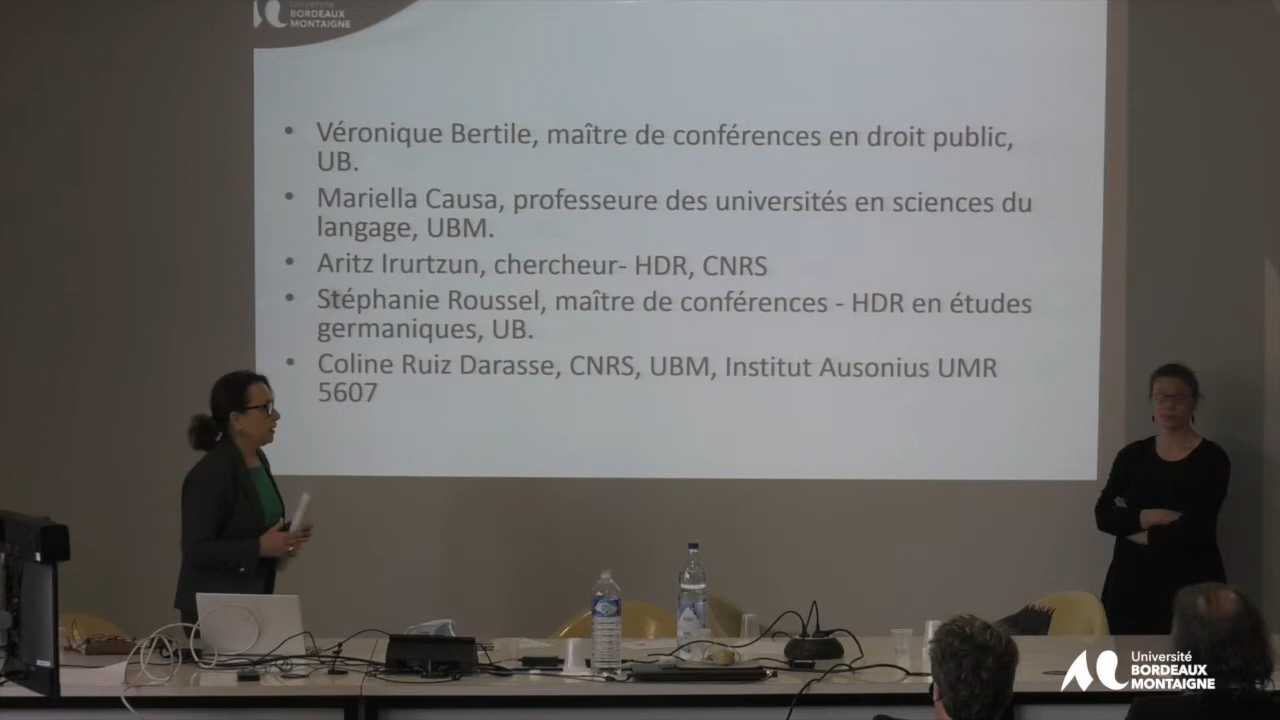 Université
BORDEAUX
MONTAIGNE
• Véronique Bertile, maître de conférences en droit public,
UB.
• Mariella Causa, professeure des universités en sciences du
langage, UBM.
• Aritz Irurtzun, chercheur- HDR, CNRS
• Stéphanie Roussel, maître de conférences - HDR en études
germaniques, UB.
• Coline Ruiz Darasse, CNRS, UBM, Institut Ausonius UMR
5607
Université
BORDEAUX
MONTAIGNE